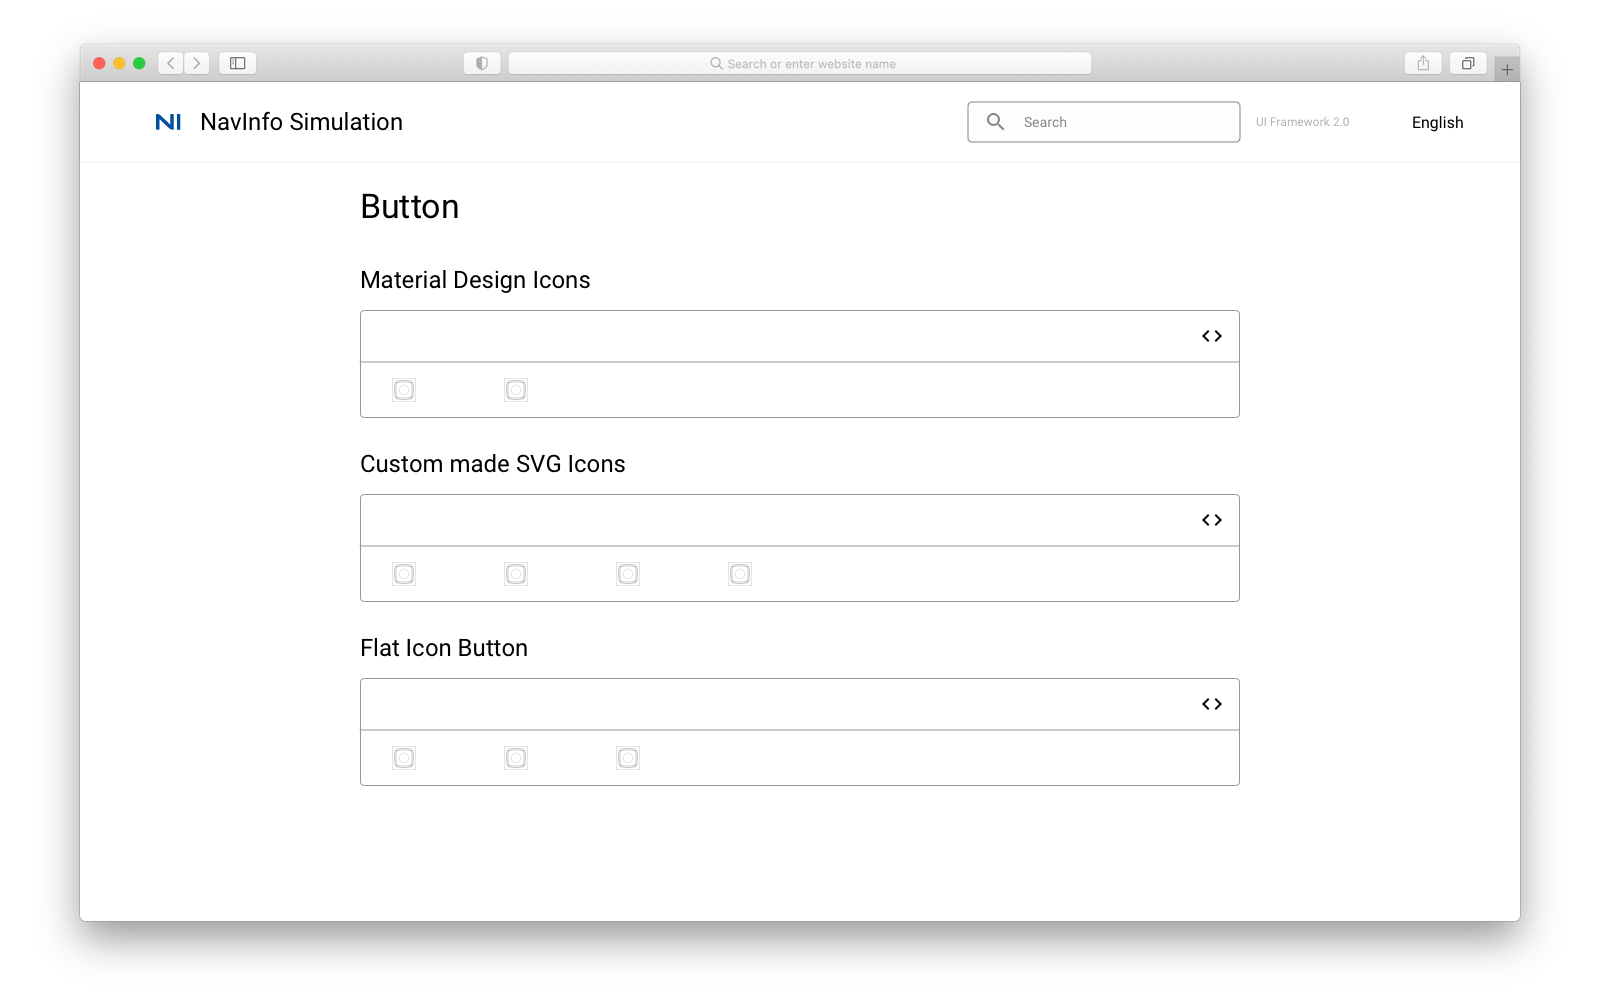 Search or enter website name
NI NavInfo Simulation
Search
UI Framework 2.0
English
Button
Material Design Icons
Custom made SVG Icons
Flat Icon Button